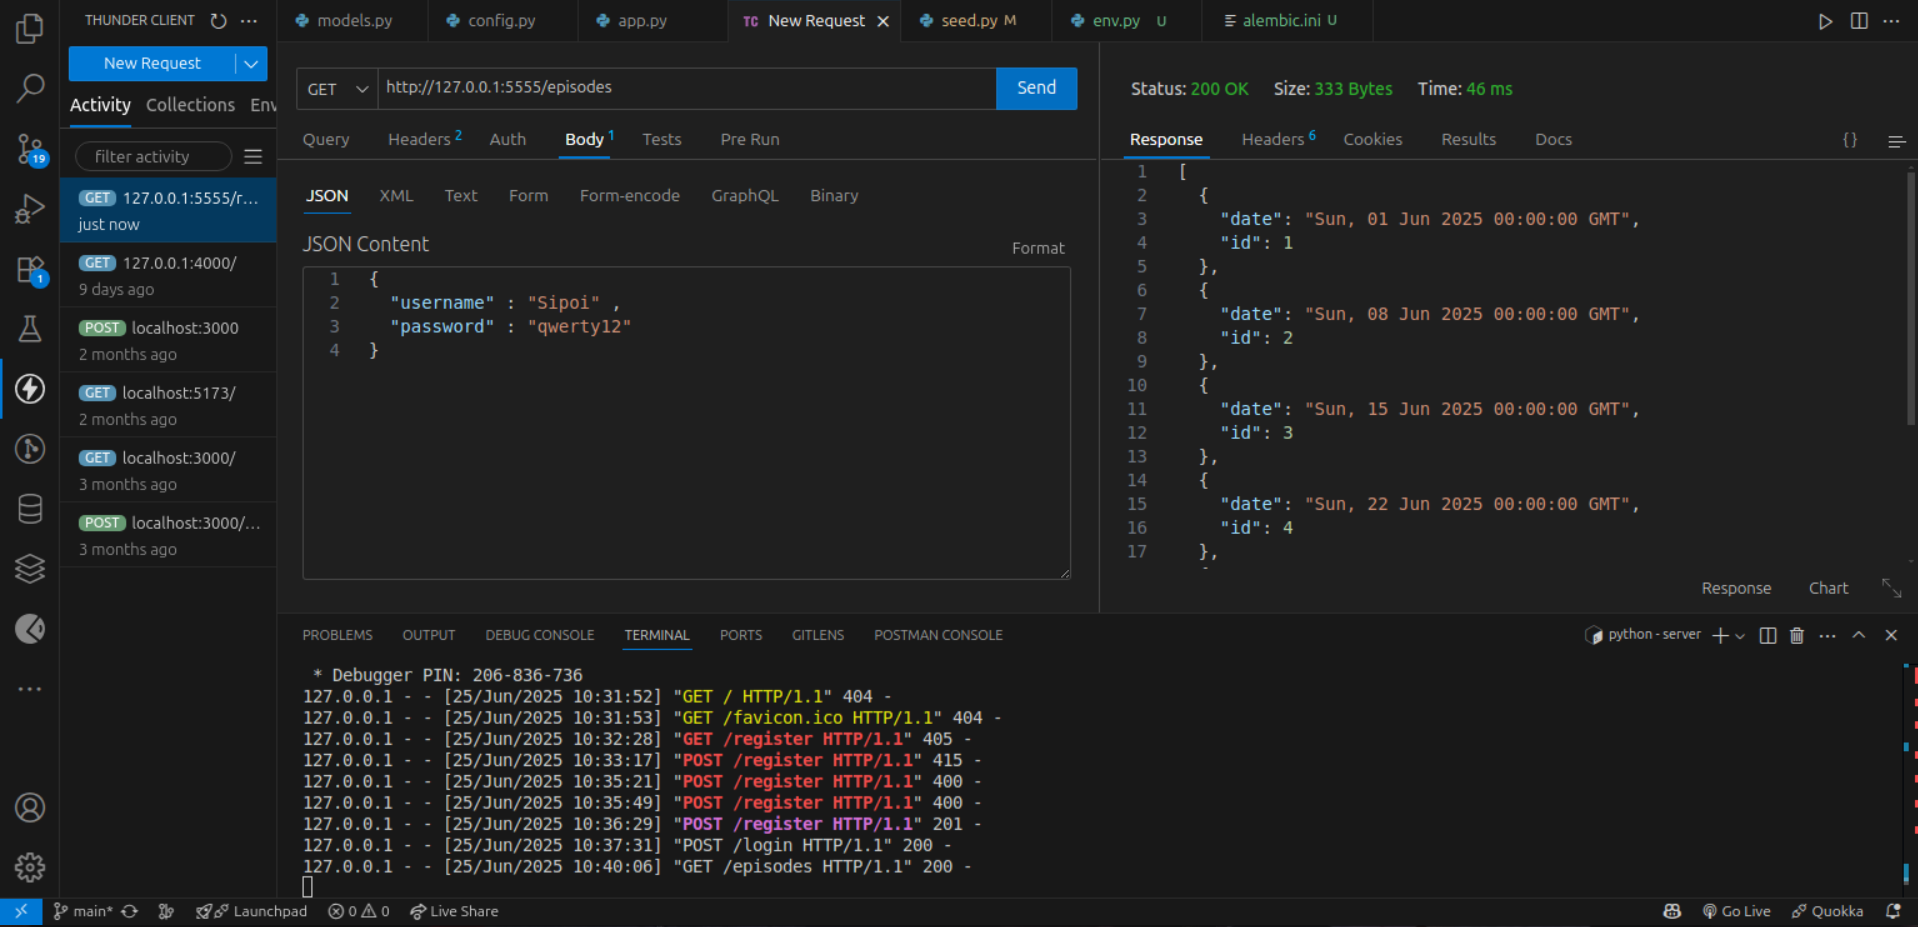 THUNDER CLIENT
New Request
Activity Collections Env
filter activity
GET 127.0.0.1:5555/r...
just now
GET 127.0.0.1:4000/
9 days ago
POST localhost:3000
2 months ago
GET localhost:5173/
2 months ago
GET localhost:3000/
3 months ago
POST localhost:3000/...
3 months ago
19
1
models.py config.py app.py TC New Request seed.py M env.py U alembic.ini U
GET http://127.0.0.1:5555/episodes Send
Query Headers 2 Auth Body 1 Tests Pre Run
JSON XML Text Form Form-encode GraphQL Binary
JSON Content Format
1 {
2 "username" : "Sipoi" ,
3 "password" : "qwerty12"
4 }
Status: 200 OK Size: 333 Bytes Time: 46 ms
Response Headers 6 Cookies Results Docs {}
1 [
2 {
3 "date": "Sun, 01 Jun 2025 00:00:00 GMT",
4 "id": 1
5 },
6 {
7 "date": "Sun, 08 Jun 2025 00:00:00 GMT",
8 "id": 2
9 },
10 {
11 "date": "Sun, 15 Jun 2025 00:00:00 GMT",
12 "id": 3
13 },
14 {
15 "date": "Sun, 22 Jun 2025 00:00:00 GMT",
16 "id": 4
17 },
Response Chart
PROBLEMS OUTPUT DEBUG CONSOLE TERMINAL PORTS GITLENS POSTMAN CONSOLE python - server
* Debugger PIN: 206-836-736
127.0.0.1 - - [25/Jun/2025 10:31:52] "GET / HTTP/1.1" 404 -
127.0.0.1 - - [25/Jun/2025 10:31:53] "GET /favicon.ico HTTP/1.1" 404 -
127.0.0.1 - - [25/Jun/2025 10:32:28] "GET /register HTTP/1.1" 405 -
127.0.0.1 - - [25/Jun/2025 10:33:17] "POST /register HTTP/1.1" 415 -
127.0.0.1 - - [25/Jun/2025 10:35:21] "POST /register HTTP/1.1" 400 -
127.0.0.1 - - [25/Jun/2025 10:35:49] "POST /register HTTP/1.1" 400 -
127.0.0.1 - - [25/Jun/2025 10:36:29] "POST /register HTTP/1.1" 201 -
127.0.0.1 - - [25/Jun/2025 10:37:31] "POST /login HTTP/1.1" 200 -
127.0.0.1 - - [25/Jun/2025 10:40:06] "GET /episodes HTTP/1.1" 200 -
main* Launchpad 0 0 Live Share Go Live Quokka